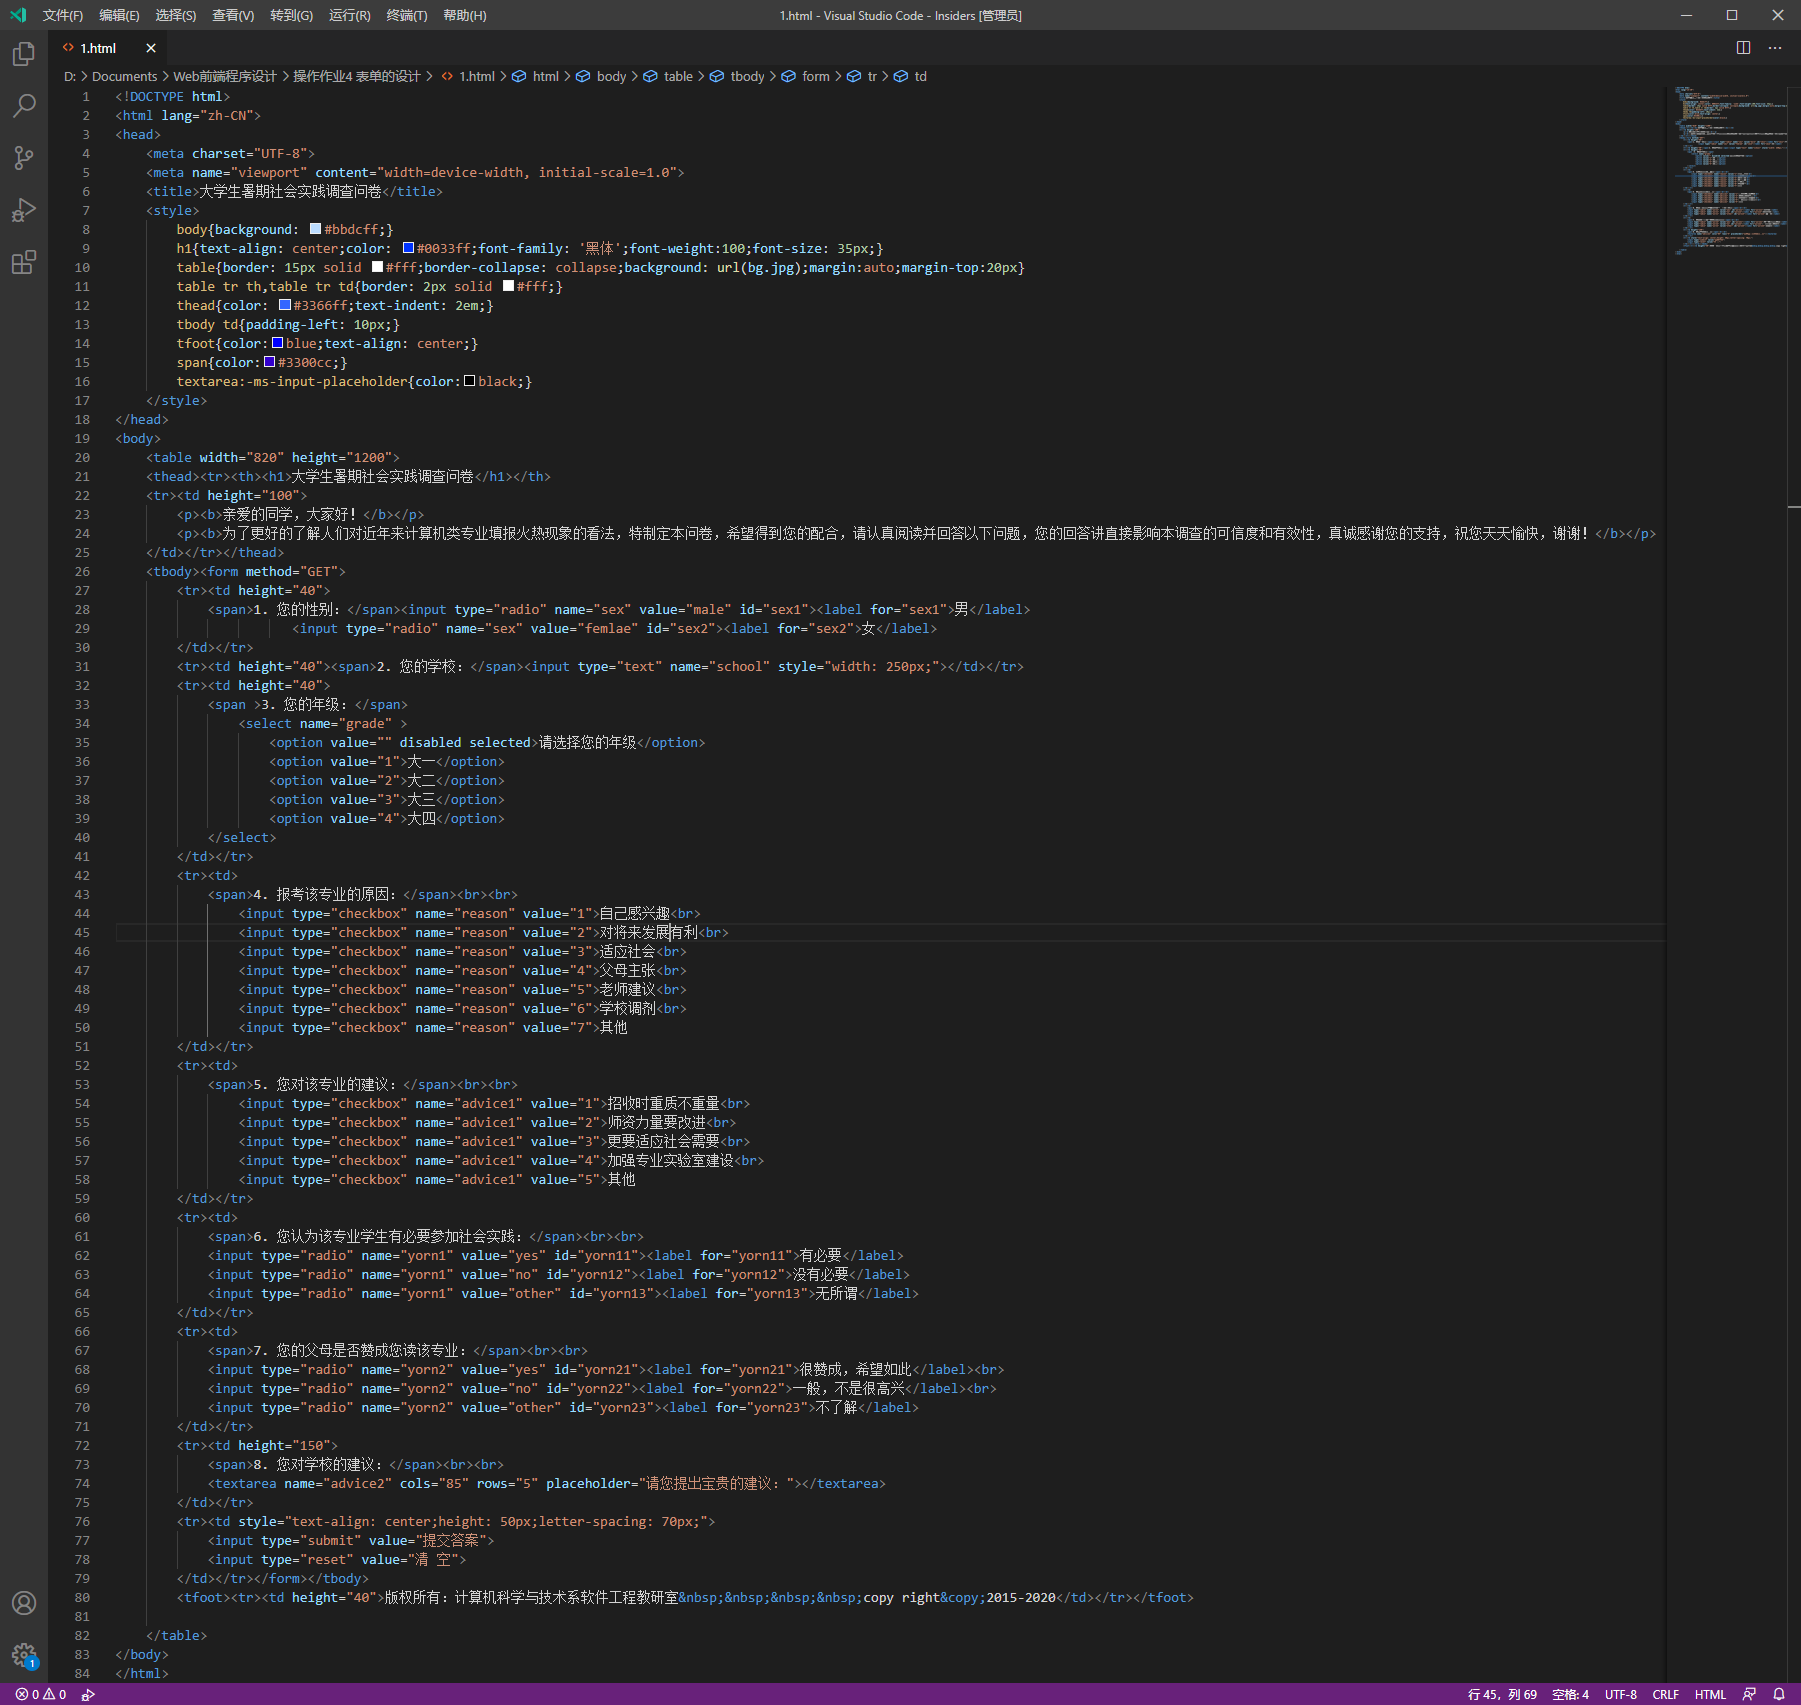 文件(F) 编辑(E) 选择(S) 查看(V) 转到(G) 运行(R) 终端(T) 帮助(H) 1.html - Visual Studio Code - Insiders [管理员]
1.html
D: > Documents > Web前端程序设计 > 操作作业4 表单的设计 > 1.html > html > body > table > tbody > form > tr > td
1 <!DOCTYPE html>
2 <html lang="zh-CN">
3 <head>
4 <meta charset="UTF-8">
5 <meta name="viewport" content="width=device-width, initial-scale=1.0">
6 <title>大学生暑期社会实践调查问卷</title>
7 <style>
8 body{background: #bbdcff;}
9 h1{text-align: center;color: #0033ff;font-family: '黑体';font-weight:100;font-size: 35px;}
10 table{border: 15px solid #fff;border-collapse: collapse;background: url(bg.jpg);margin:auto;margin-top:20px}
11 table tr th,table tr td{border: 2px solid #fff;}
12 thead{color: #3366ff;text-indent: 2em;}
13 tbody td{padding-left: 10px;}
14 tfoot{color:blue;text-align: center;}
15 span{color:#3300cc;}
16 textarea:-ms-input-placeholder{color:black;}
17 </style>
18 </head>
19 <body>
20 <table width="820" height="1200">
21 <thead><tr><th><h1>大学生暑期社会实践调查问卷</h1></th>
22 <tr><td height="100">
23 <p><b>亲爱的同学，大家好！</b></p>
24 <p><b>为了更好的了解人们对近年来计算机类专业填报火热现象的看法，特制定本问卷，希望得到您的配合，请认真阅读并回答以下问题，您的回答讲直接影响本调查的可信度和有效性，真诚感谢您的支持，祝您天天愉快，谢谢！</b></p>
25 </td></tr></thead>
26 <tbody><form method="GET">
27 <tr><td height="40">
28 <span>1. 您的性别：</span><input type="radio" name="sex" value="male" id="sex1"><label for="sex1">男</label>
29 <input type="radio" name="sex" value="femlae" id="sex2"><label for="sex2">女</label>
30 </td></tr>
31 <tr><td height="40"><span>2. 您的学校：</span><input type="text" name="school" style="width: 250px;"></td></tr>
32 <tr><td height="40">
33 <span >3. 您的年级：</span>
34 <select name="grade" >
35 <option value="" disabled selected>请选择您的年级</option>
36 <option value="1">大一</option>
37 <option value="2">大二</option>
38 <option value="3">大三</option>
39 <option value="4">大四</option>
40 </select>
41 </td></tr>
42 <tr><td>
43 <span>4. 报考该专业的原因：</span><br><br>
44 <input type="checkbox" name="reason" value="1">自己感兴趣<br>
45 <input type="checkbox" name="reason" value="2">对将来发展有利<br>
46 <input type="checkbox" name="reason" value="3">适应社会<br>
47 <input type="checkbox" name="reason" value="4">父母主张<br>
48 <input type="checkbox" name="reason" value="5">老师建议<br>
49 <input type="checkbox" name="reason" value="6">学校调剂<br>
50 <input type="checkbox" name="reason" value="7">其他
51 </td></tr>
52 <tr><td>
53 <span>5. 您对该专业的建议：</span><br><br>
54 <input type="checkbox" name="advice1" value="1">招收时重质不重量<br>
55 <input type="checkbox" name="advice1" value="2">师资力量要改进<br>
56 <input type="checkbox" name="advice1" value="3">更要适应社会需要<br>
57 <input type="checkbox" name="advice1" value="4">加强专业实验室建设<br>
58 <input type="checkbox" name="advice1" value="5">其他
59 </td></tr>
60 <tr><td>
61 <span>6. 您认为该专业学生有必要参加社会实践：</span><br><br>
62 <input type="radio" name="yorn1" value="yes" id="yorn11"><label for="yorn11">有必要</label>
63 <input type="radio" name="yorn1" value="no" id="yorn12"><label for="yorn12">没有必要</label>
64 <input type="radio" name="yorn1" value="other" id="yorn13"><label for="yorn13">无所谓</label>
65 </td></tr>
66 <tr><td>
67 <span>7. 您的父母是否赞成您读该专业：</span><br><br>
68 <input type="radio" name="yorn2" value="yes" id="yorn21"><label for="yorn21">很赞成，希望如此</label><br>
69 <input type="radio" name="yorn2" value="no" id="yorn22"><label for="yorn22">一般，不是很高兴</label><br>
70 <input type="radio" name="yorn2" value="other" id="yorn23"><label for="yorn23">不了解</label>
71 </td></tr>
72 <tr><td height="150">
73 <span>8. 您对学校的建议：</span><br><br>
74 <textarea name="advice2" cols="85" rows="5" placeholder="请您提出宝贵的建议："></textarea>
75 </td></tr>
76 <tr><td style="text-align: center;height: 50px;letter-spacing: 70px;">
77 <input type="submit" value="提交答案">
78 <input type="reset" value="清 空">
79 </td></tr></form></tbody>
80 <tfoot><tr><td height="40">版权所有：计算机科学与技术系软件工程教研室&nbsp;&nbsp;&nbsp;&nbsp;copy right&copy;2015-2020</td></tr></tfoot>
81
82 </table>
83 </body>
84 </html>
1
0 0 行 45，列 69 空格: 4 UTF-8 CRLF HTML